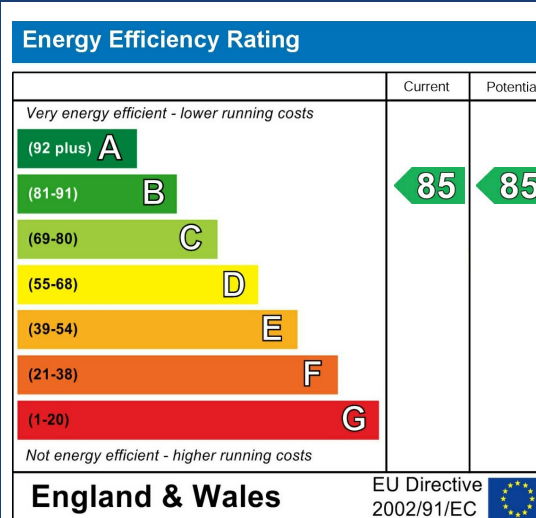 Energy Efficiency Rating
Current Potentia
Very energy efficient - lower running costs
(92 plus) A
(81-91) B 85 85
(69-80) C
(55-68) D
(39-54) E
(21-38) F
(1-20) G
Not energy efficient - higher running costs
England & Wales
EU Directive
2002/91/EC